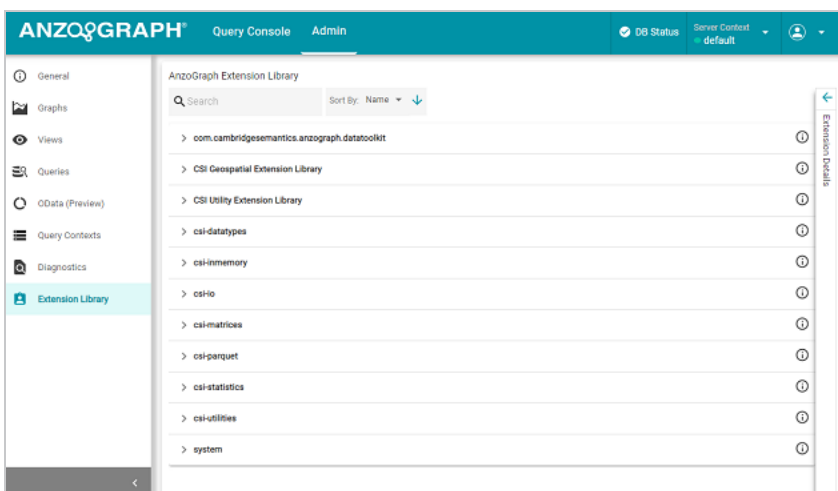 ANZOGRAPH®
Query Console
Admin
DB Status
Server Context
default
General
Graphs
Views
Queries
OData (Preview)
Query Contexts
Diagnostics
Extension Library
AnzoGraph Extension Library
Search
Sort By: Name
com.cambridgesemantics.anzograph.datatoolkit
CSI Geospatial Extension Library
CSI Utility Extension Library
csi-datatypes
csi-inmemory
csi-io
csi-matrices
csi-parquet
csi-statistics
csi-utilities
system
Extension Details